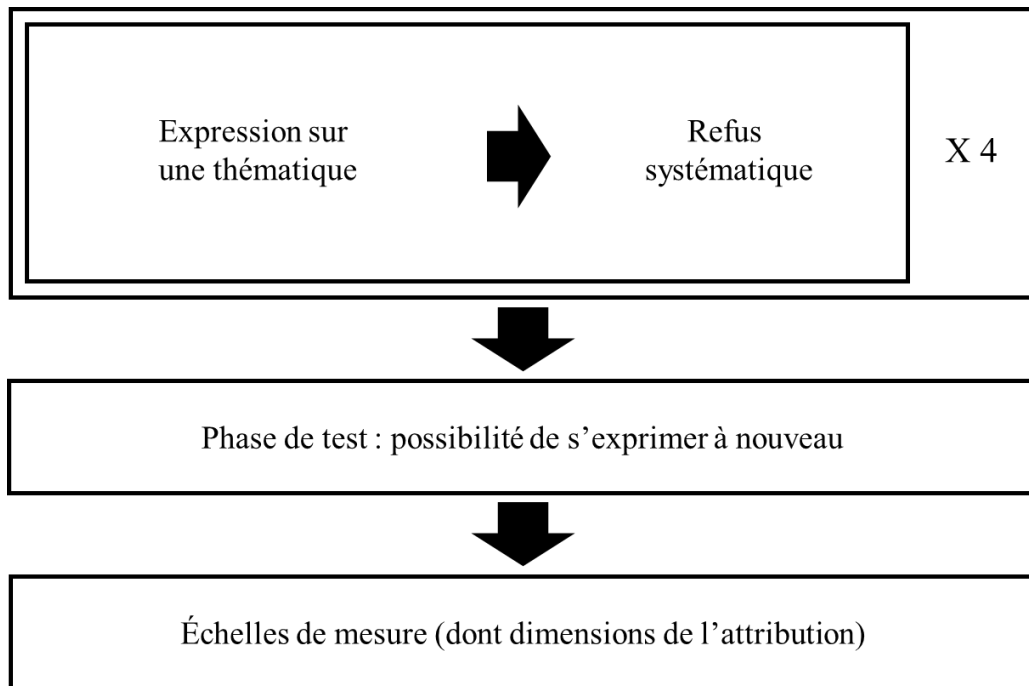 Expression sur
une thématique
Refus
systématique
X 4
Phase de test : possibilité de s’exprimer à nouveau
Échelles de mesure (dont dimensions de l’attribution)